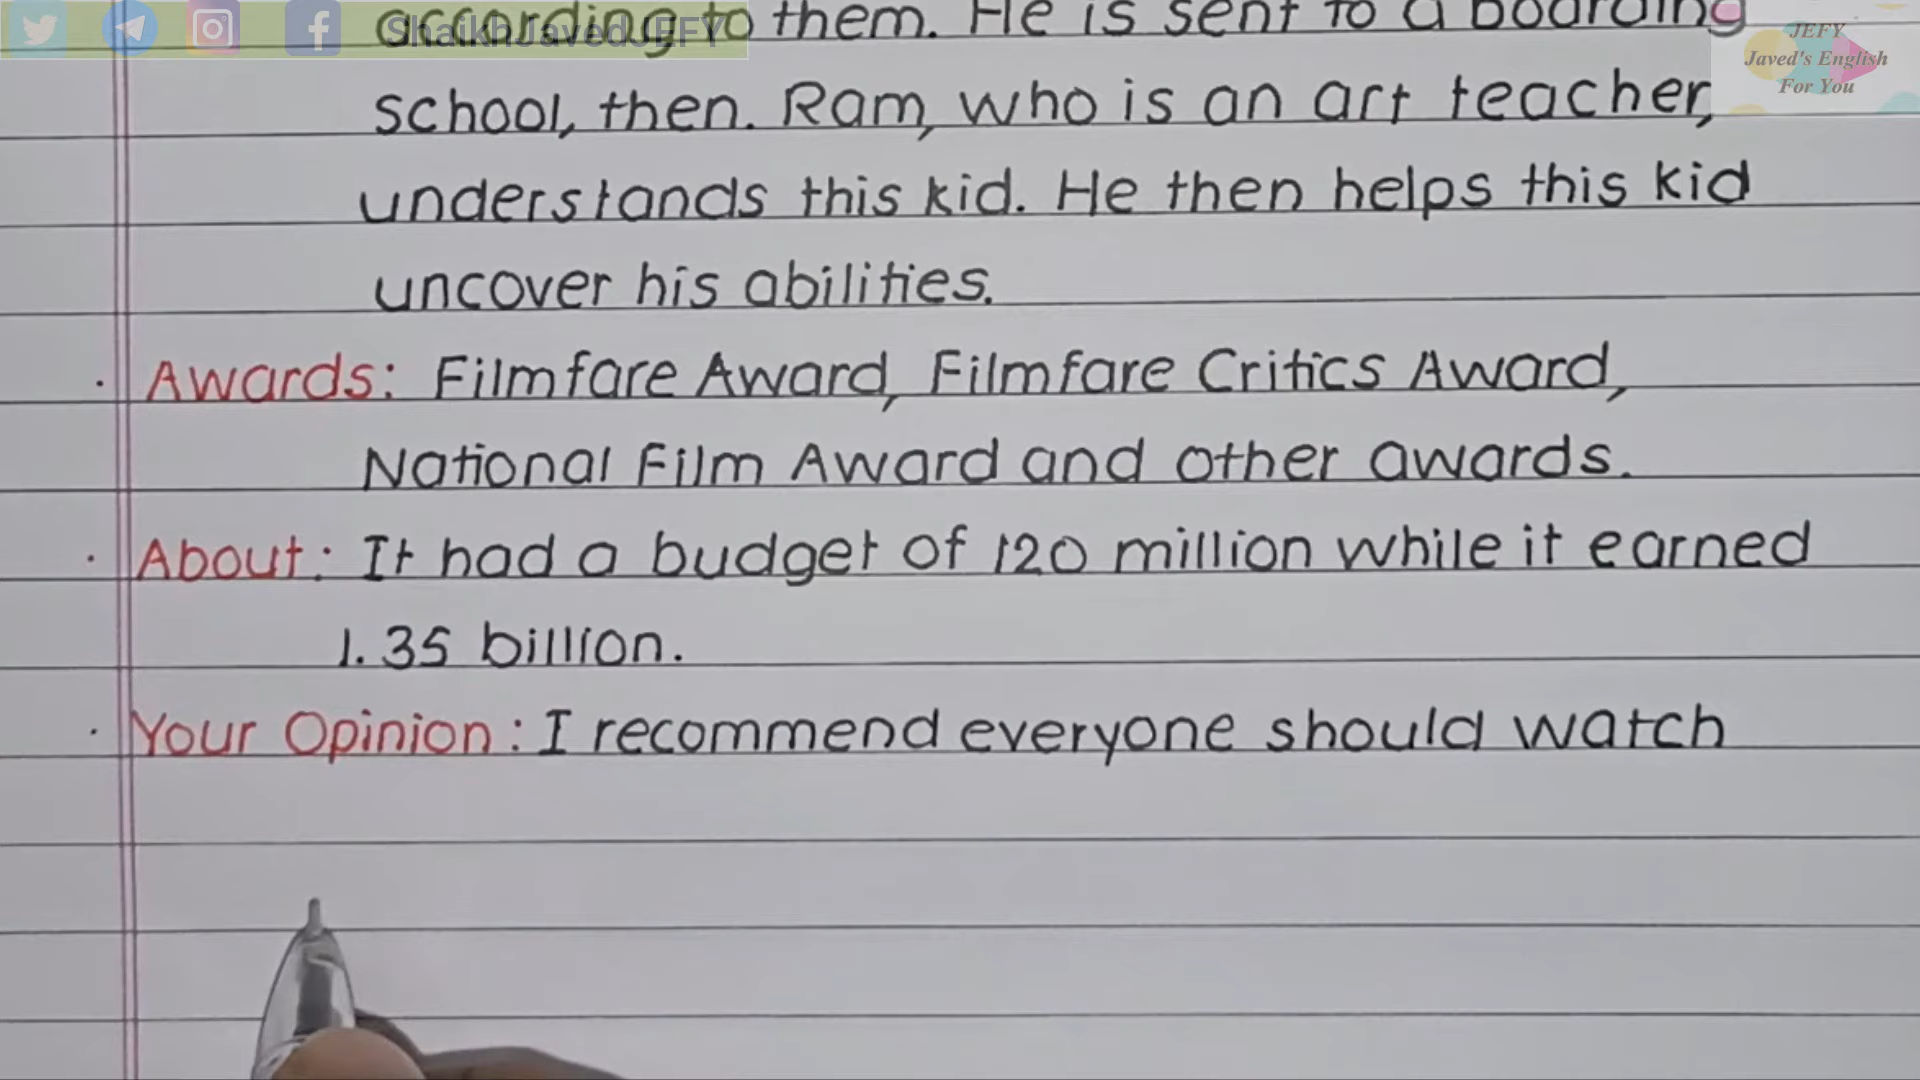 ShaikhJavedJEFY
according to them. He is sent to a boarding
JEFY
Javed's English
For You
school, then. Ram, who is an art teacher,
understands this kid. He then helps this kid
uncover his abilities.
· Awards: Filmfare Award, Filmfare Critics Award,
National Film Award and other awards.
· About: It had a budget of 120 million while it earned
1.35 billion.
· Your Opinion: I recommend everyone should watch